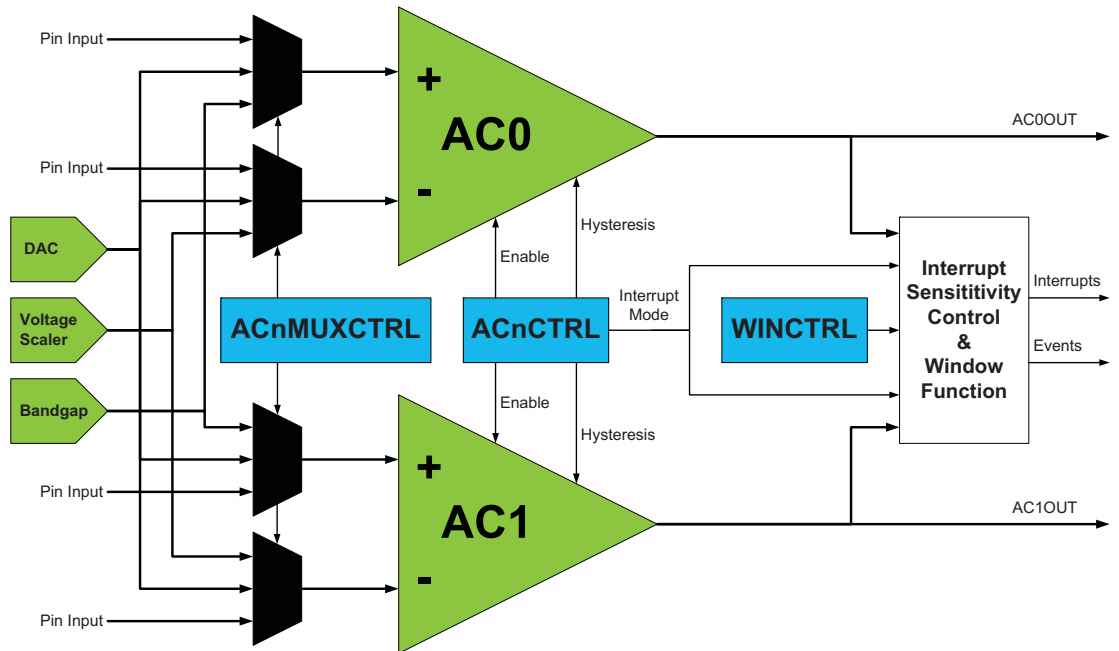 Pin Input
+
AC0
-
AC0OUT
Pin Input
Hysteresis
Enable
DAC
Voltage
Scaler
Bandgap
ACnMUXCTRL
ACnCTRL
Interrupt
Mode
WINCTRL
Interrupt
Sensititivity
Control
&
Window
Function
Interrupts
Events
Enable
Hysteresis
+
AC1
-
Pin Input
AC1OUT
Pin Input